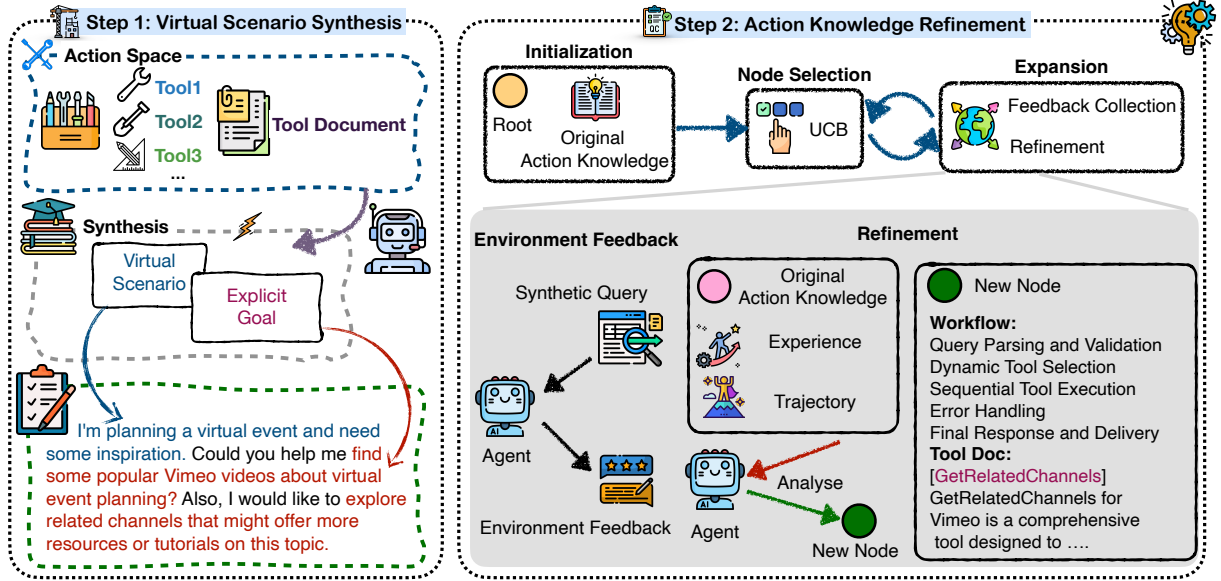 Step 1: Virtual Scenario Synthesis
Action Space
Tool1
Tool2
Tool3
...
Tool Document
Synthesis
Virtual
Scenario
Explicit
Goal
I'm planning a virtual event and need
some inspiration. Could you help me find
some popular Vimeo videos about virtual
event planning? Also, I would like to explore
related channels that might offer more
resources or tutorials on this topic.
QC
Step 2: Action Knowledge Refinement
Initialization
Root
Original
Action Knowledge
Node Selection
UCB
Expansion
Feedback Collection
Refinement
Environment Feedback
Synthetic Query
AI
Agent
Environment Feedback
Refinement
Original
Action Knowledge
Experience
Trajectory
AI
Agent
Analyse
New Node
New Node
Workflow:
Query Parsing and Validation
Dynamic Tool Selection
Sequential Tool Execution
Error Handling
Final Response and Delivery
Tool Doc:
[GetRelatedChannels]
GetRelatedChannels for
Vimeo is a comprehensive
tool designed to ….